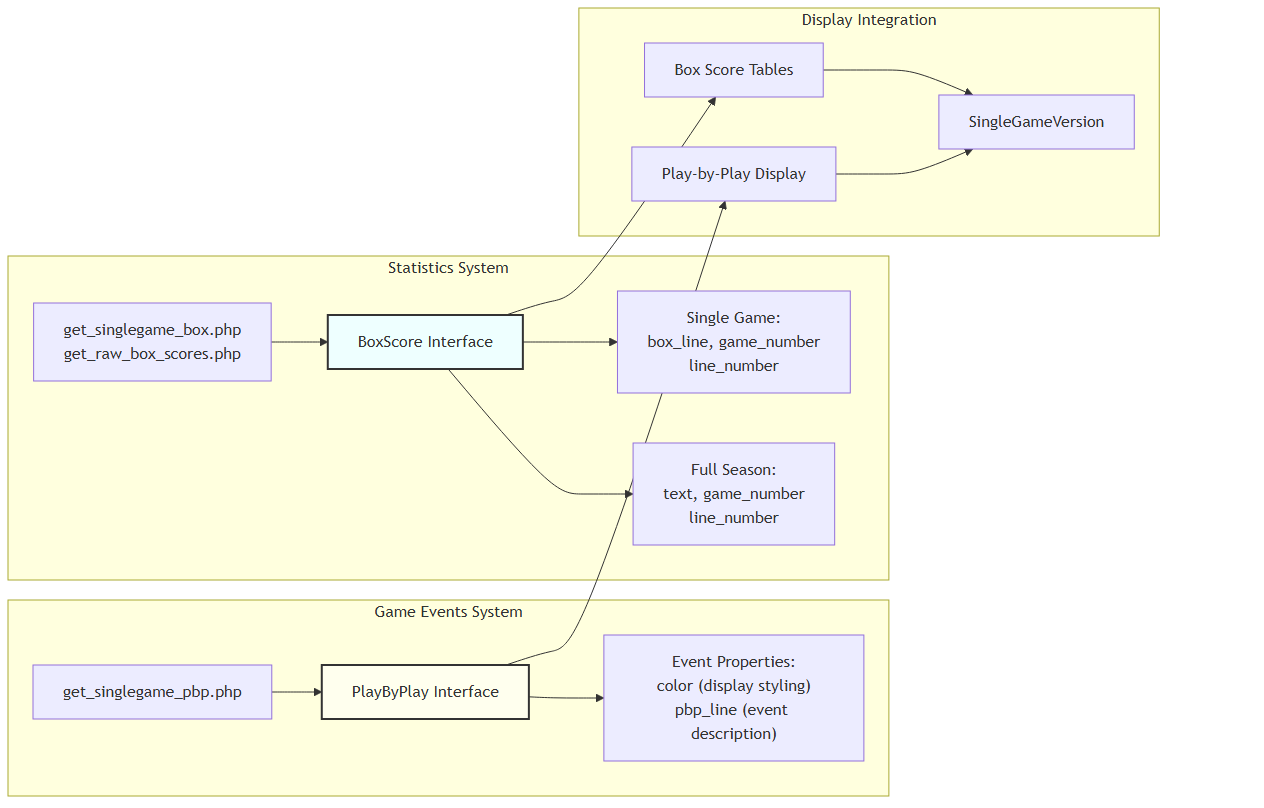 Display Integration
Box Score Tables
SingleGameVersion
Play-by-Play Display
Statistics System
get_singlegame_box.php
get_raw_box_scores.php
BoxScore Interface
Single Game:
box_line, game_number
line_number
Full Season:
text, game_number
line_number
Game Events System
get_singlegame_pbp.php
PlayByPlay Interface
Event Properties:
color (display styling)
pbp_line (event
description)